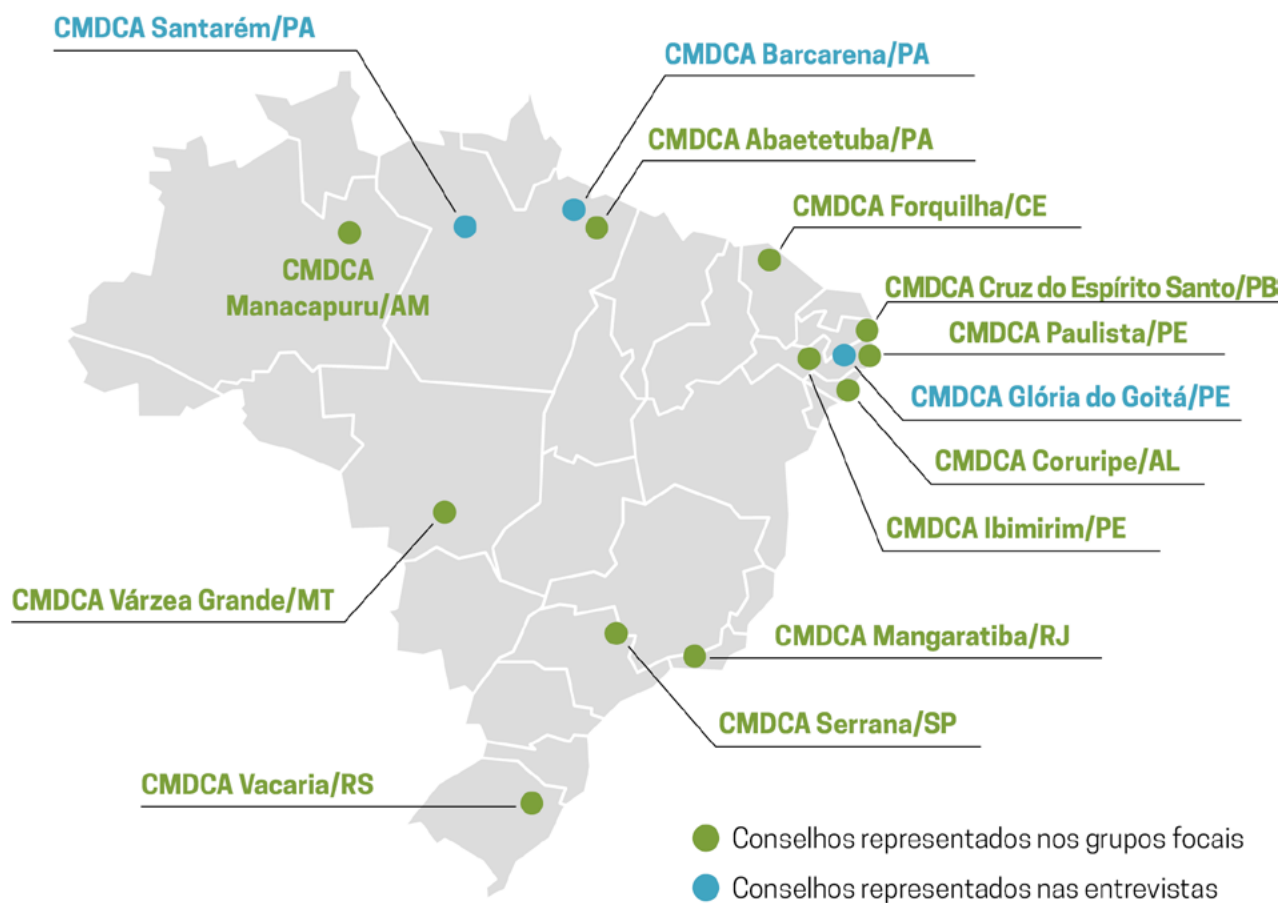 CMDCA Santarém/PA
CMDCA Barcarena/PA
CMDCA Abaetetuba/PA
CMDCA Forquilha/CE
CMDCA
Manacapuru/AM
CMDCA Cruz do Espírito Santo/PB
CMDCA Paulista/PE
CMDCA Glória do Goitá/PE
CMDCA Coruripe/AL
CMDCA Ibimirim/PE
CMDCA Várzea Grande/MT
CMDCA Mangaratiba/RJ
CMDCA Serrana/SP
CMDCA Vacaria/RS
Conselhos representados nos grupos focais
Conselhos representados nas entrevistas